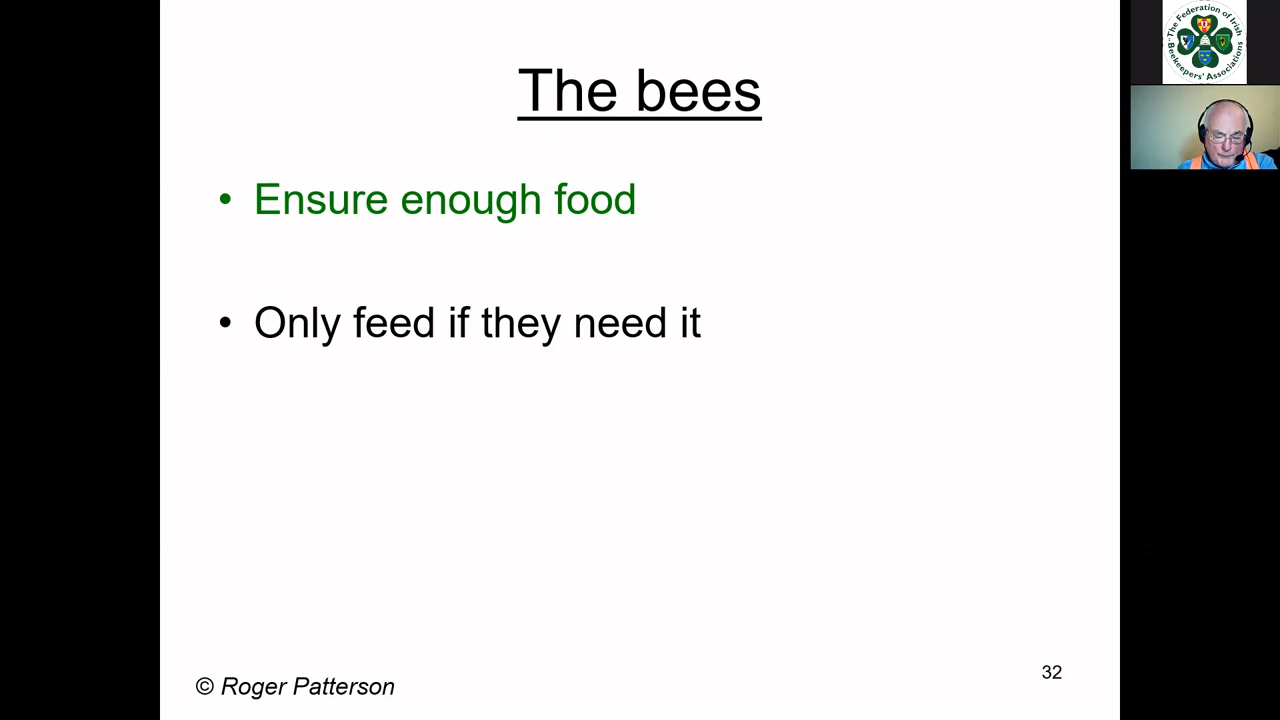 The bees
• Ensure enough food
• Only feed if they need it
© Roger Patterson
32
"The Federation of Irish
Beekeepers' Associations"